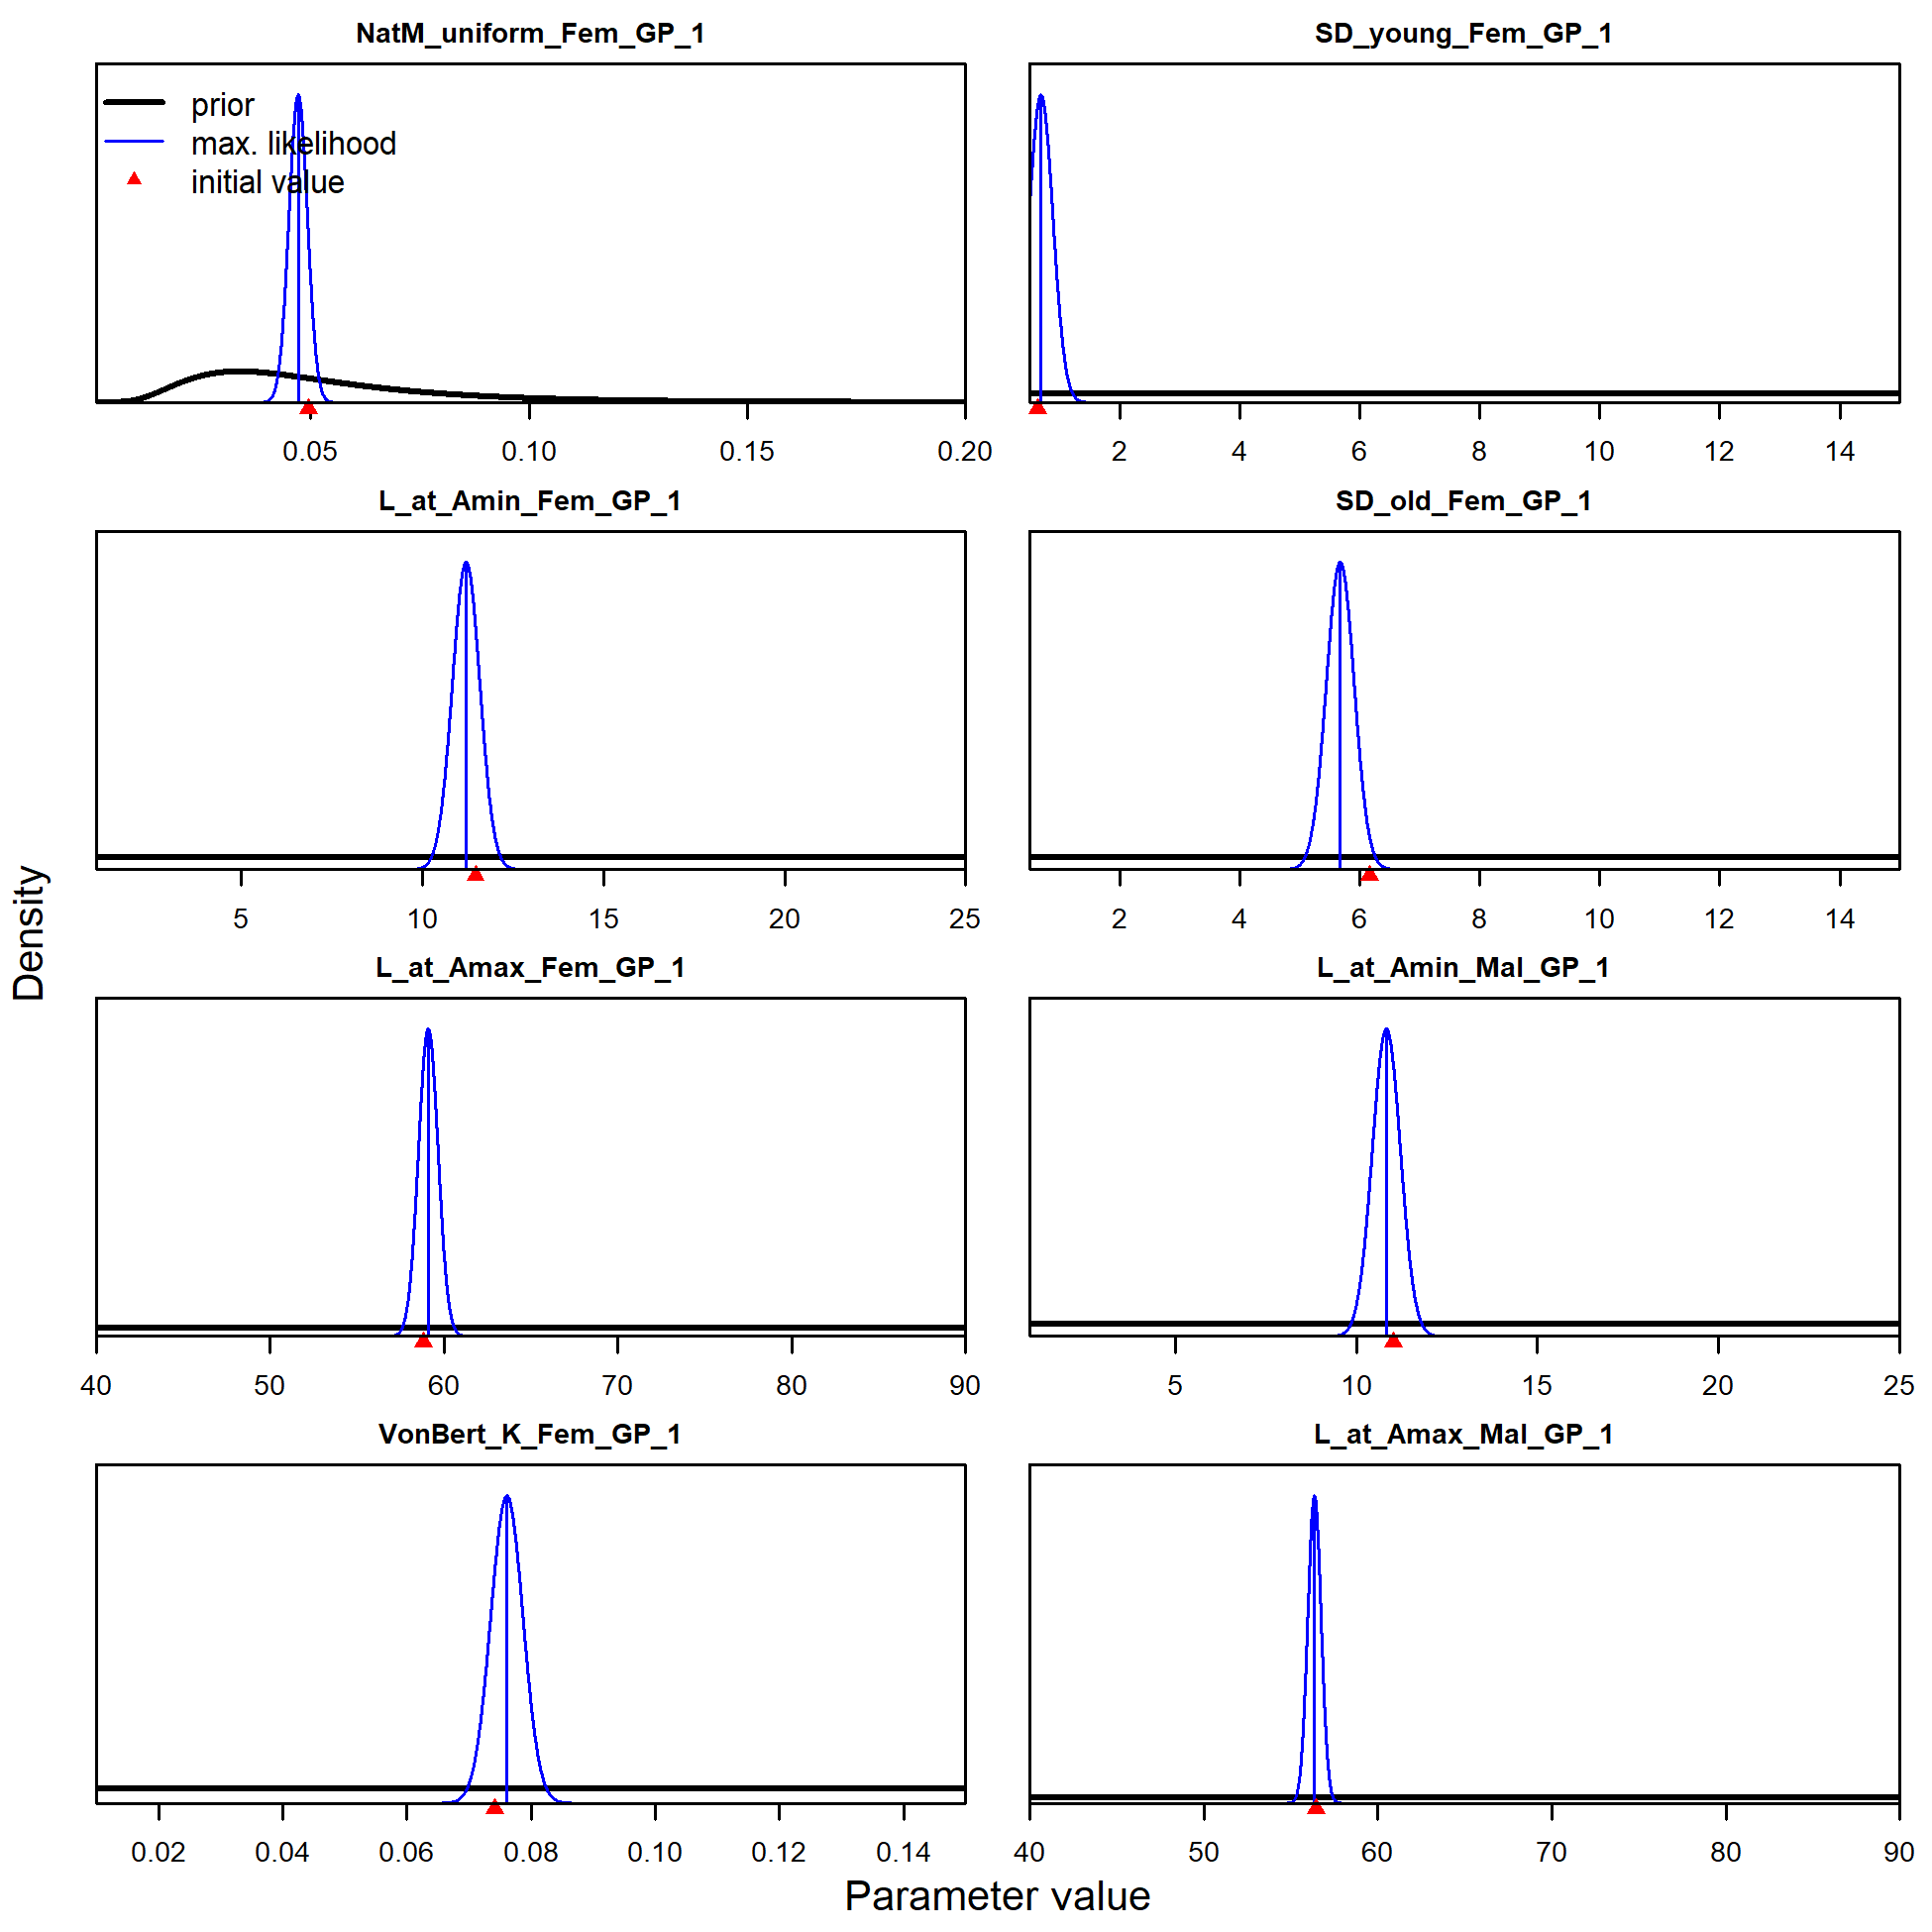 NatM_uniform_Fem_GP_1
prior
max. likelihood
initial value
0.05 0.10 0.15 0.20
SD_young_Fem_GP_1
2 4 6 8 10 12 14
L_at_Amin_Fem_GP_1
5 10 15 20 25
SD_old_Fem_GP_1
2 4 6 8 10 12 14
L_at_Amax_Fem_GP_1
40 50 60 70 80 90
L_at_Amin_Mal_GP_1
5 10 15 20 25
VonBert_K_Fem_GP_1
0.02 0.04 0.06 0.08 0.10 0.12 0.14
L_at_Amax_Mal_GP_1
40 50 60 70 80 90
Density
Parameter value